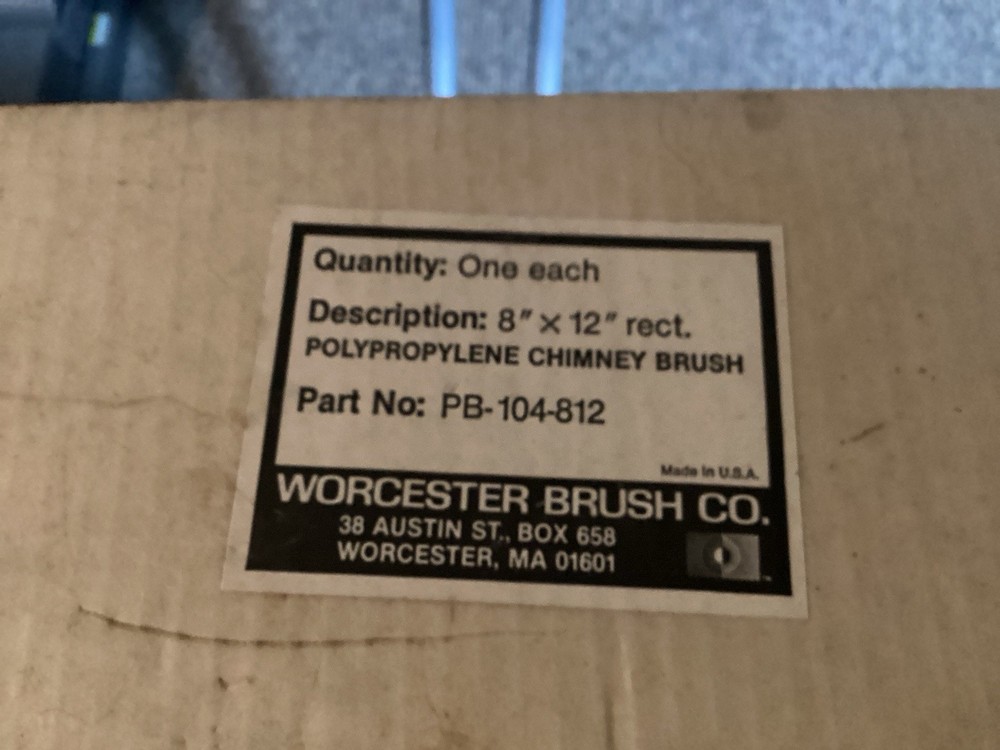 Quantity: One each
Description: 8" × 12" rect.
POLYPROPYLENE CHIMNEY BRUSH
Part No: PB-104-812
Made In U.S.A.
WORCESTER BRUSH CO.
38 AUSTIN ST., BOX 658
WORCESTER, MA 01601